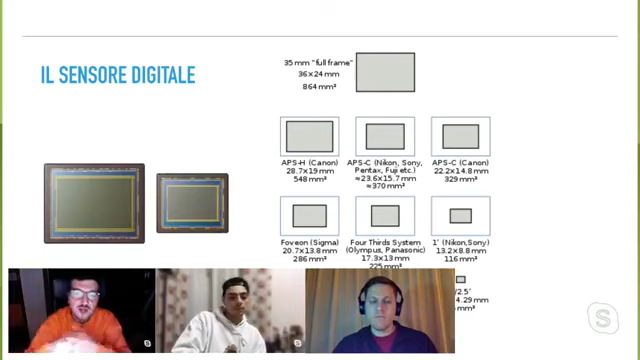 IL SENSORE DIGITALE
35 mm "full frame"
36×24 mm
864 mm²
APS-H (Canon)
28.7×19 mm
548 mm²
APS-C (Nikon, Sony,
Pentax, Fuji etc.)
≈23.6×15.7 mm
≈370 mm²
APS-C (Canon)
22.2×14.8 mm
329 mm²
Foveon (Sigma)
20.7×13.8 mm
286 mm²
Four Thirds System
(Olympus, Panasonic)
17.3×13 mm
225 mm²
1" (Nikon,Sony)
13.2×8.8 mm
116 mm²
/2.5"
4.29 mm
mm²